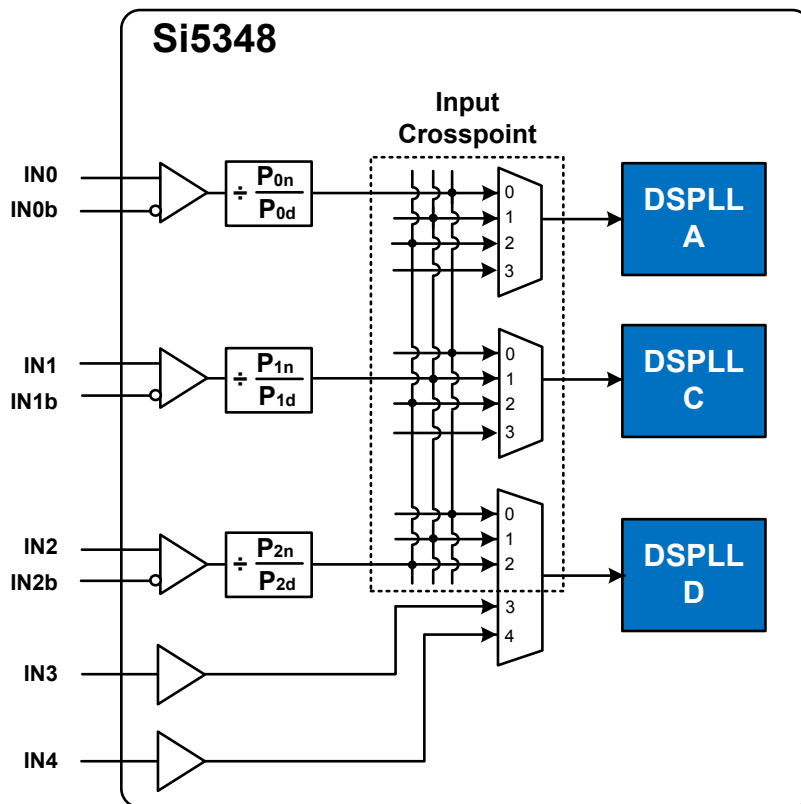 Si5348
Input
Crosspoint
IN0
IN0b
÷ P0n
P0d
0
1
2
3
DSPLL
A
IN1
IN1b
÷ P1n
P1d
0
1
2
3
DSPLL
C
IN2
IN2b
÷ P2n
P2d
0
1
2
3
4
DSPLL
D
IN3
IN4